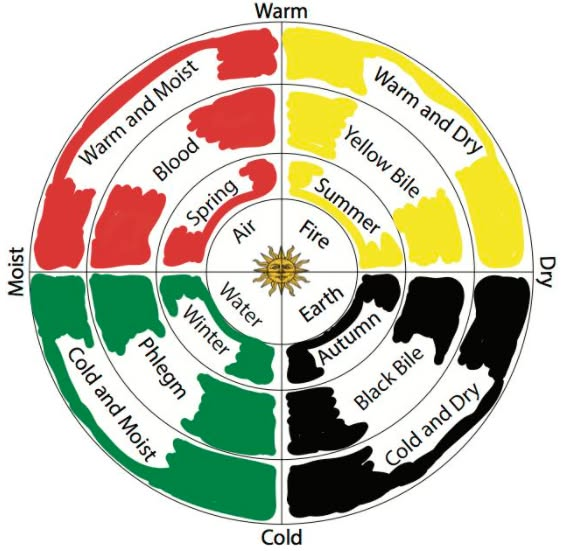 Warm
Warm and Moist
Warm and Dry
Blood
Yellow Bile
Spring
Summer
Air
Fire
Moist
Dry
Water
Earth
Winter
Autumn
Phlegm
Black Bile
Cold and Moist
Cold and Dry
Cold